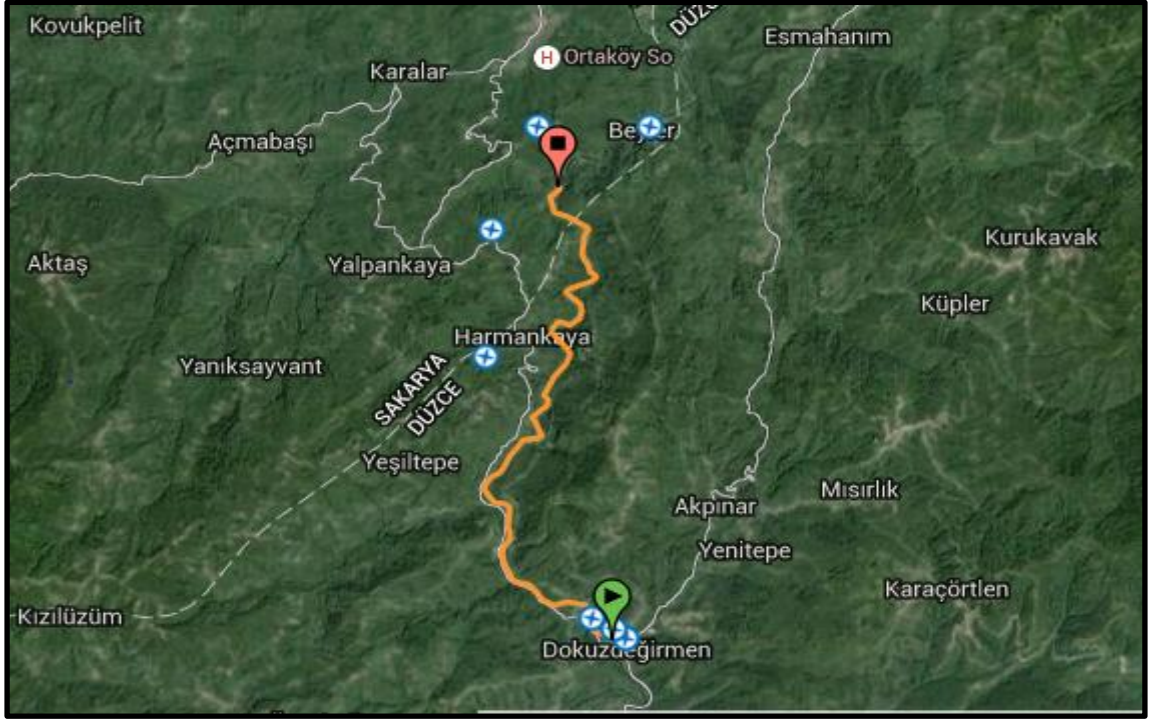 Kovukpelit
DÜZC
Esmahanım
H Ortaköy So
Karalar
Açmabaşı
Yalpankaya
Aktaş
Kurukavak
Küpler
Harmankaya
Yanıksayvant
SAKARYA
DÜZCE
Yeşiltepe
Mısırlık
Akpınar
Yenitepe
Karaçörtlen
Kızılüzüm
Dokuzdeğirmen